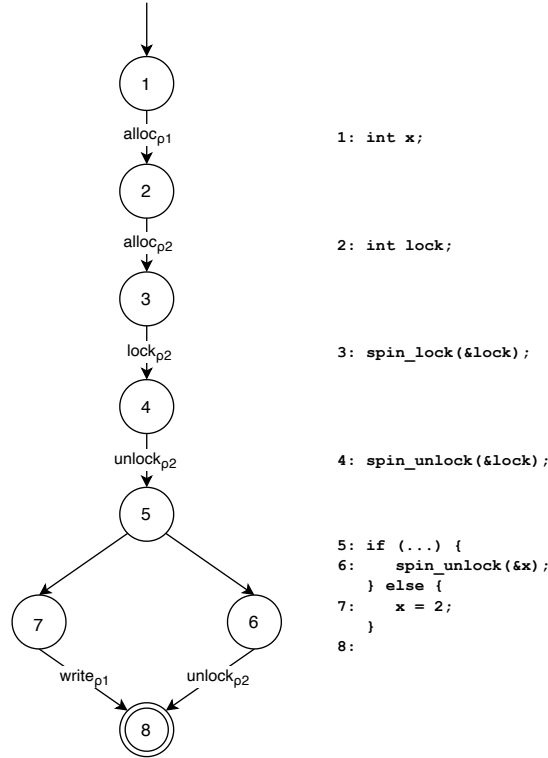 1
alloc ρ1
2
alloc ρ2
3
lock ρ2
4
unlock ρ2
5
7
6
write ρ1
unlock ρ2
8
1: int x;
2: int lock;
3: spin_lock(&lock);
4: spin_unlock(&lock);
5: if (...) {
6: spin_unlock(&x);
} else {
7: x = 2;
}
8: